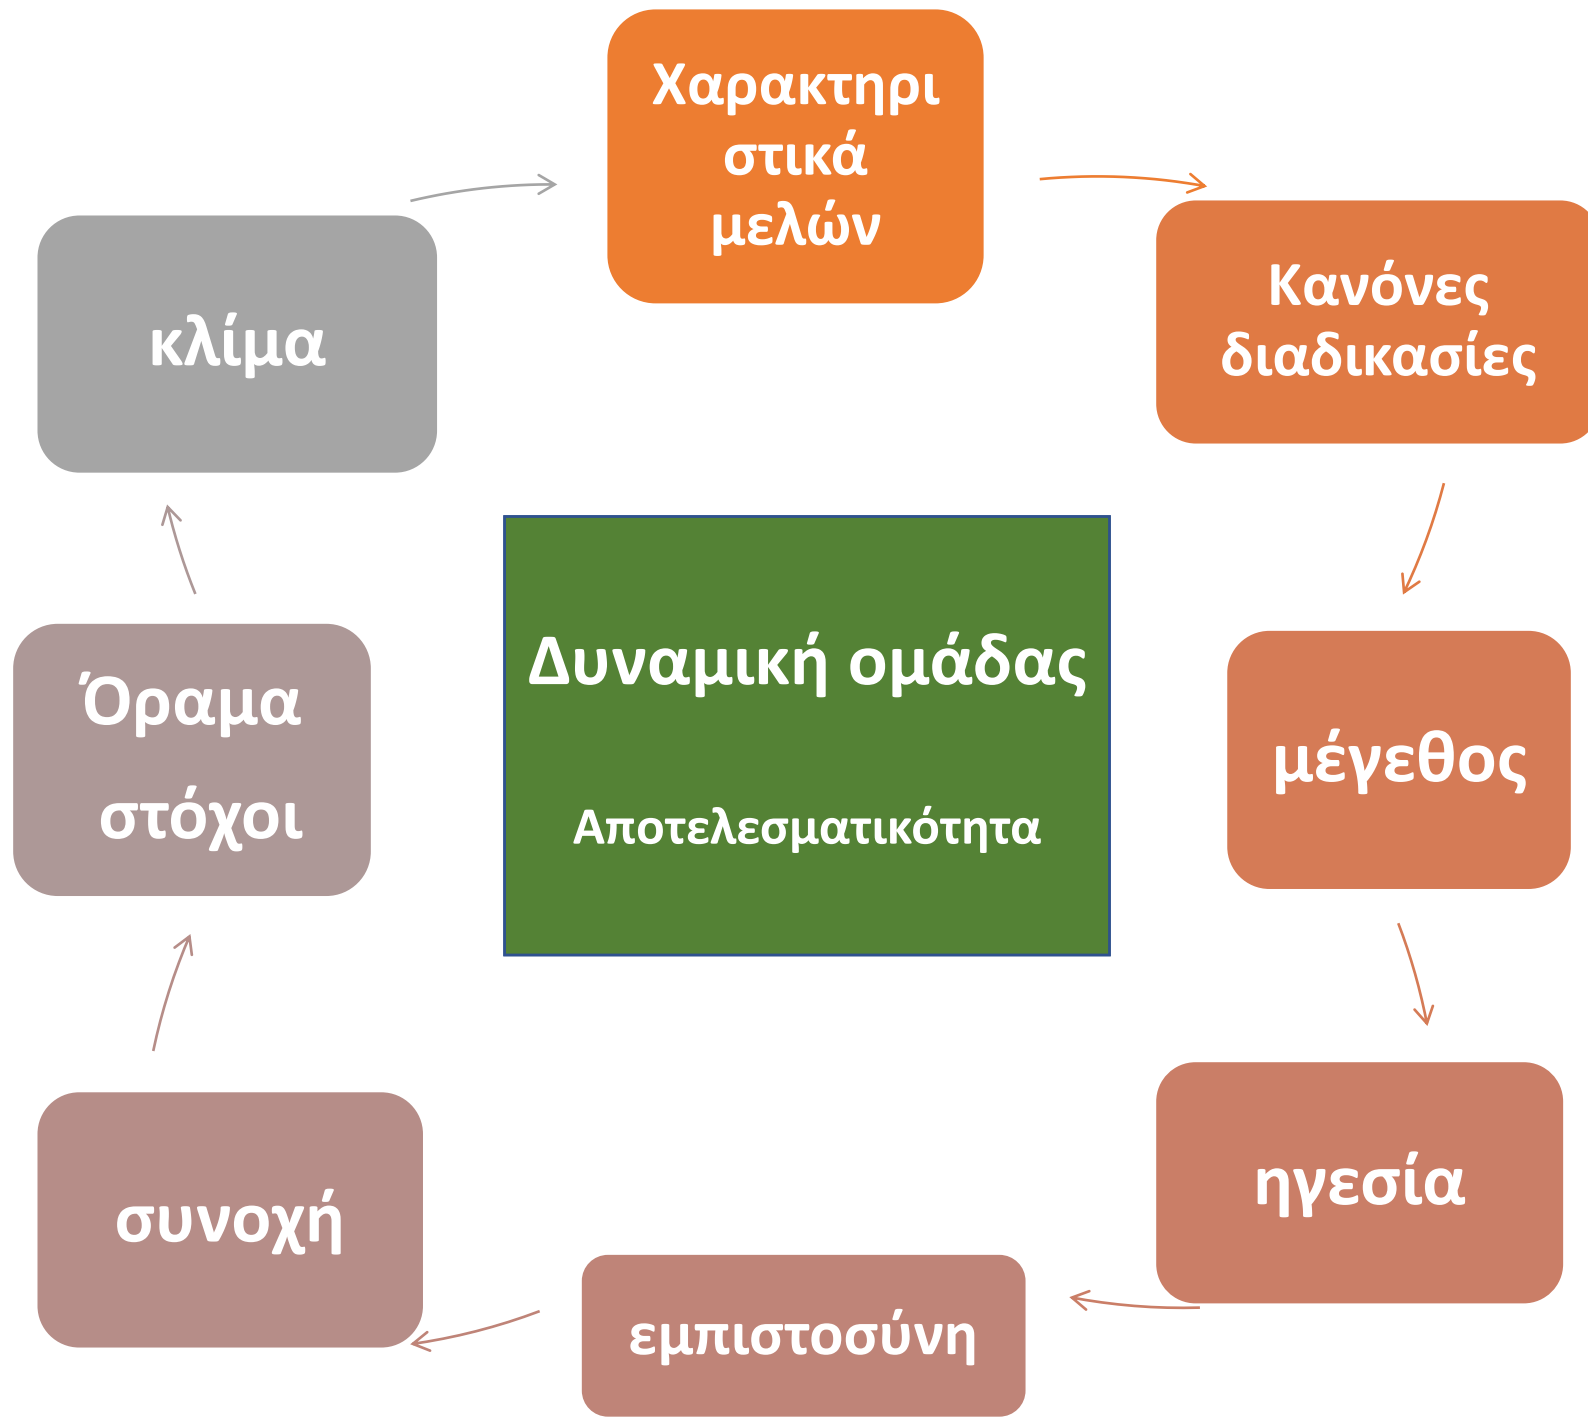 Χαρακτηρι
στικά
μελών
Κανόνες
διαδικασίες
μέγεθος
ηγεσία
εμπιστοσύνη
συνοχή
Όραμα
στόχοι
κλίμα
Δυναμική ομάδας
Αποτελεσματικότητα